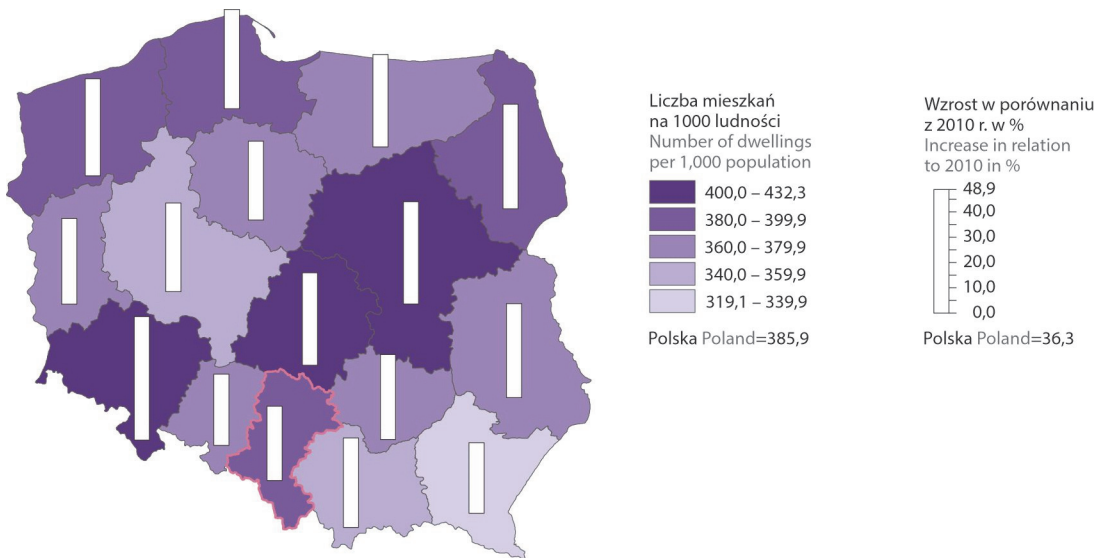 Liczba mieszkań
na 1000 ludności
Number of dwellings
per 1,000 population
400,0 – 432,3
380,0 – 399,9
360,0 – 379,9
340,0 – 359,9
319,1 – 339,9
Polska Poland=385,9
Wzrost w porównaniu
z 2010 r. w %
Increase in relation
to 2010 in %
48,9
40,0
30,0
20,0
10,0
0,0
Polska Poland=36,3